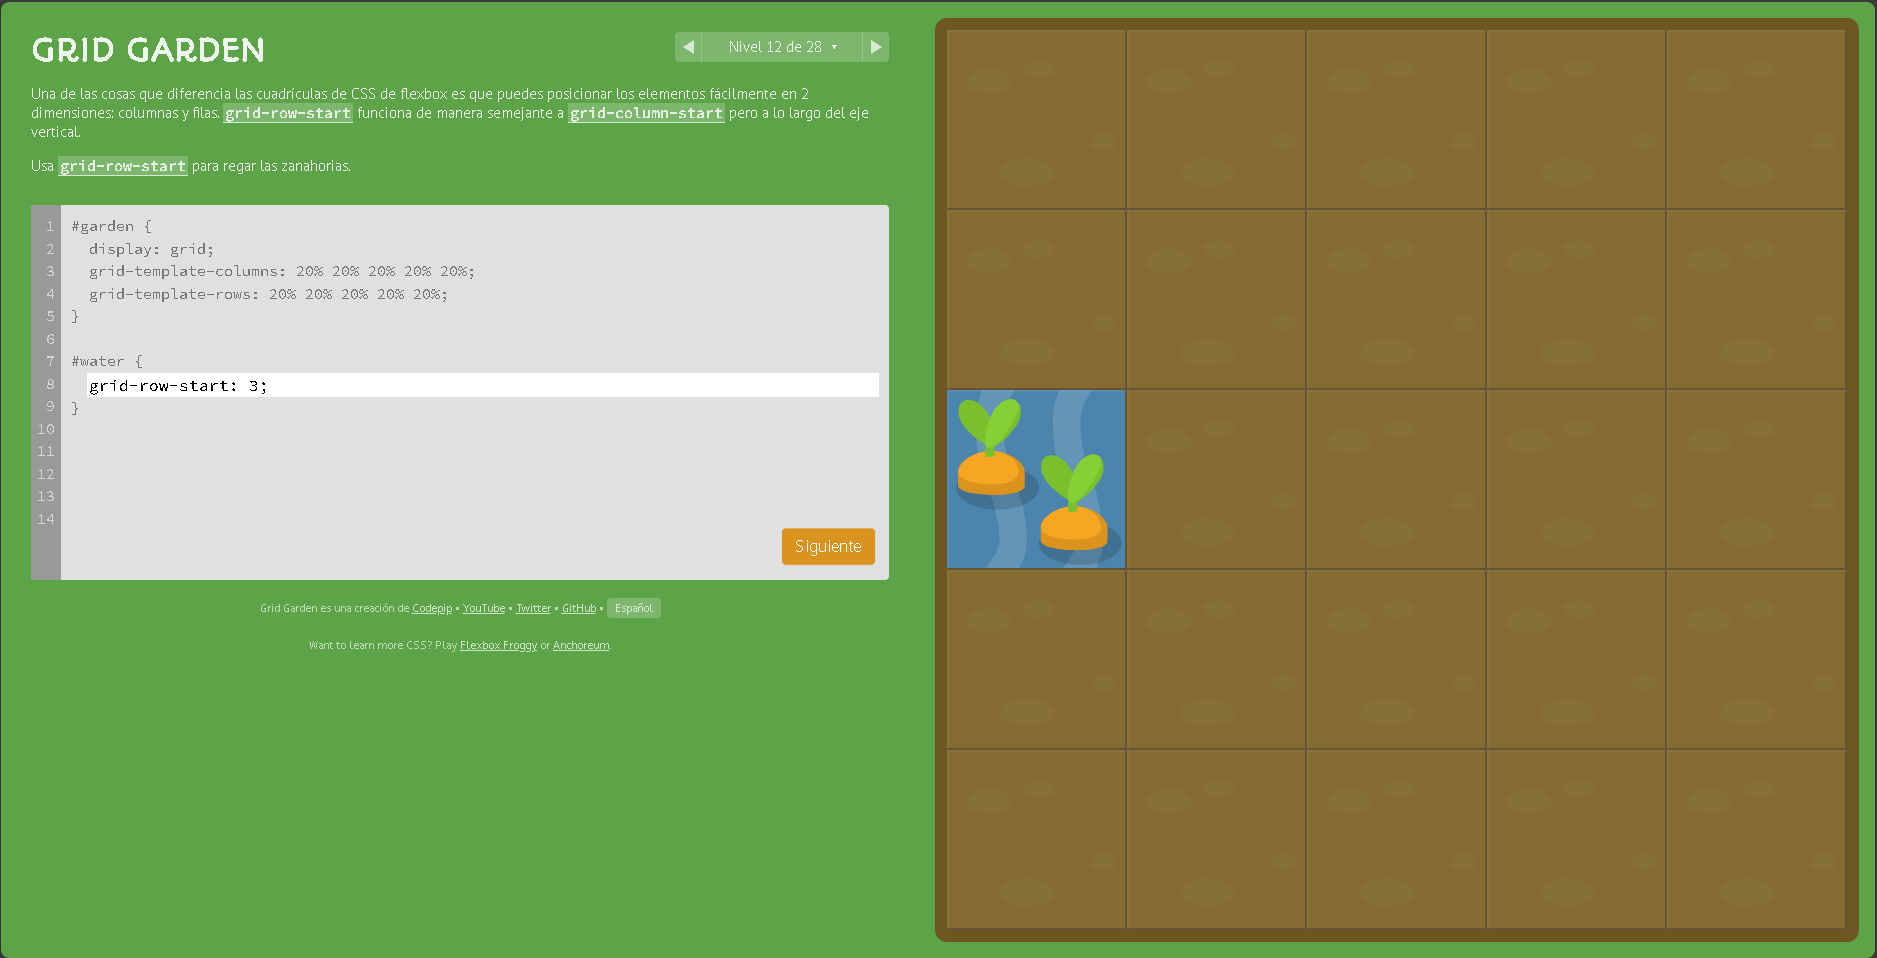 GRID GARDEN
◀ Nivel 12 de 28 ▾ ▶
Una de las cosas que diferencia las cuadrículas de CSS de flexbox es que puedes posicionar los elementos fácilmente en 2
dimensiones: columnas y filas. grid-row-start funciona de manera semejante a grid-column-start pero a lo largo del eje
vertical.
Usa grid-row-start para regar las zanahorias.
1 #garden {
2 display: grid;
3 grid-template-columns: 20% 20% 20% 20% 20%;
4 grid-template-rows: 20% 20% 20% 20% 20%;
5 }
6
7 #water {
8 grid-row-start: 3;
9 }
10
11
12
13
14
Siguiente
Grid Garden es una creación de Codepip • YouTube • Twitter • GitHub • Español
Want to learn more CSS? Play Flexbox Froggy or Anchoreum.